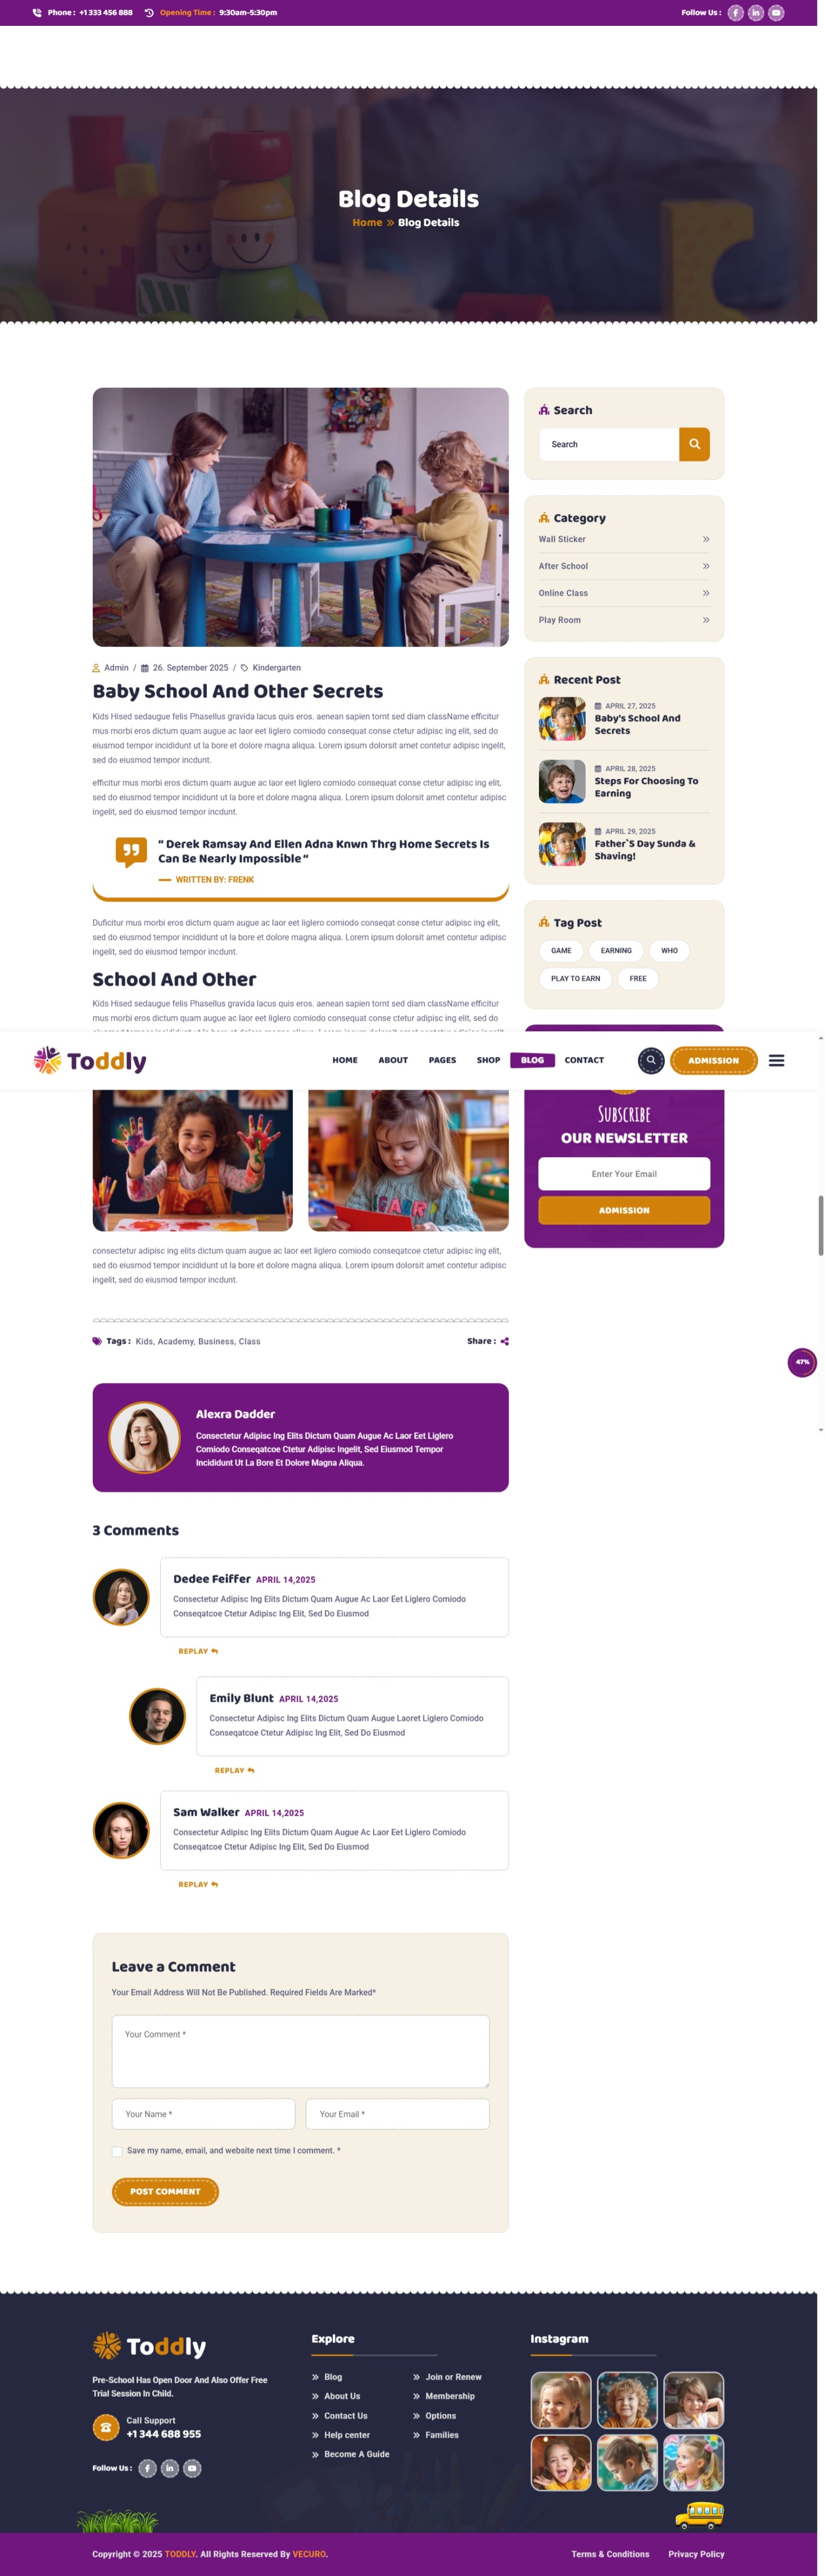 Phone : +1 333 456 888 Opening Time : 9:30am-5:30pm Follow Us :
Blog Details
Home » Blog Details
Admin / 26. September 2025 / Kindergarten
Baby School And Other Secrets
Kids Hised sedaugue felis Phasellus gravida lacus quis eros. aenean sapien tornt sed diam className efficitur
mus morbi eros dictum quam augue ac laor eet liglero comiodo consequat conse ctetur adipisc ing elit, sed do
eiusmod tempor incididunt ut la bore et dolore magna aliqua. Lorem ipsum dolorsit amet contetur adipisc ingelit,
sed do eiusmod tempor incdunt.
efficitur mus morbi eros dictum quam augue ac laor eet liglero comiodo consequat conse ctetur adipisc ing elit,
sed do eiusmod tempor incididunt ut la bore et dolore magna aliqua. Lorem ipsum dolorsit amet contetur adipisc
ingelit, sed do eiusmod tempor incdunt.
“ Derek Ramsay And Ellen Adna Knwn Thrg Home Secrets Is
Can Be Nearly Impossible “
WRITTEN BY: FRENK
Duficitur mus morbi eros dictum quam augue ac laor eet liglero comiodo conseqat conse ctetur adipisc ing elit,
sed do eiusmod tempor incididunt ut la bore et dolore magna aliqua. Lorem ipsum dolorsit amet contetur adipisc
ingelit, sed do eiusmod tempor incdunt.
School And Other
Kids Hised sedaugue felis Phasellus gravida lacus quis eros. aenean sapien tornt sed diam className efficitur
mus morbi eros dictum quam augue ac laor eet liglero comiodo consequat conse ctetur adipisc ing elit, sed do
Search
Search
Category
Wall Sticker
After School
Online Class
Play Room
Recent Post
APRIL 27, 2025
Baby's School And
Secrets
APRIL 28, 2025
Steps For Choosing To
Earning
APRIL 29, 2025
Father`S Day Sunda &
Shaving!
Tag Post
GAME EARNING WHO
PLAY TO EARN FREE
Toddly HOME ABOUT PAGES SHOP BLOG CONTACT ADMISSION
SUBSCRIBE
OUR NEWSLETTER
Enter Your Email
ADMISSION
consectetur adipisc ing elits dictum quam augue ac laor eet liglero comiodo conseqatcoe ctetur adipisc ing elit,
sed do eiusmod tempor incididunt ut la bore et dolore magna aliqua. Lorem ipsum dolorsit amet contetur adipisc
ingelit, sed do eiusmod tempor incdunt.
Tags : Kids, Academy, Business, Class Share :
47%
Alexra Dadder
Consectetur Adipisc Ing Elits Dictum Quam Augue Ac Laor Eet Liglero
Comiodo Conseqatcoe Ctetur Adipisc Ingelit, Sed Eiusmod Tempor
Incididunt Ut La Bore Et Dolore Magna Aliqua.
3 Comments
Dedee Feiffer APRIL 14,2025
Consectetur Adipisc Ing Elits Dictum Quam Augue Ac Laor Eet Liglero Comiodo
Conseqatcoe Ctetur Adipisc Ing Elit, Sed Do Eiusmod
REPLAY
Emily Blunt APRIL 14,2025
Consectetur Adipisc Ing Elits Dictum Quam Augue Laoret Liglero Comiodo
Conseqatcoe Ctetur Adipisc Ing Elit, Sed Do Eiusmod
REPLAY
Sam Walker APRIL 14,2025
Consectetur Adipisc Ing Elits Dictum Quam Augue Ac Laor Eet Liglero Comiodo
Conseqatcoe Ctetur Adipisc Ing Elit, Sed Do Eiusmod
REPLAY
Leave a Comment
Your Email Address Will Not Be Published. Required Fields Are Marked*
Your Comment *
Your Name * Your Email *
Save my name, email, and website next time I comment. *
POST COMMENT
Toddly
Pre-School Has Open Door And Also Offer Free
Trial Session In Child.
Call Support
+1 344 688 955
Follow Us :
Explore
Blog
About Us
Contact Us
Help center
Become A Guide
Join or Renew
Membership
Options
Families
Instagram
Copyright © 2025 TODDLY. All Rights Reserved By VECURO. Terms & Conditions Privacy Policy